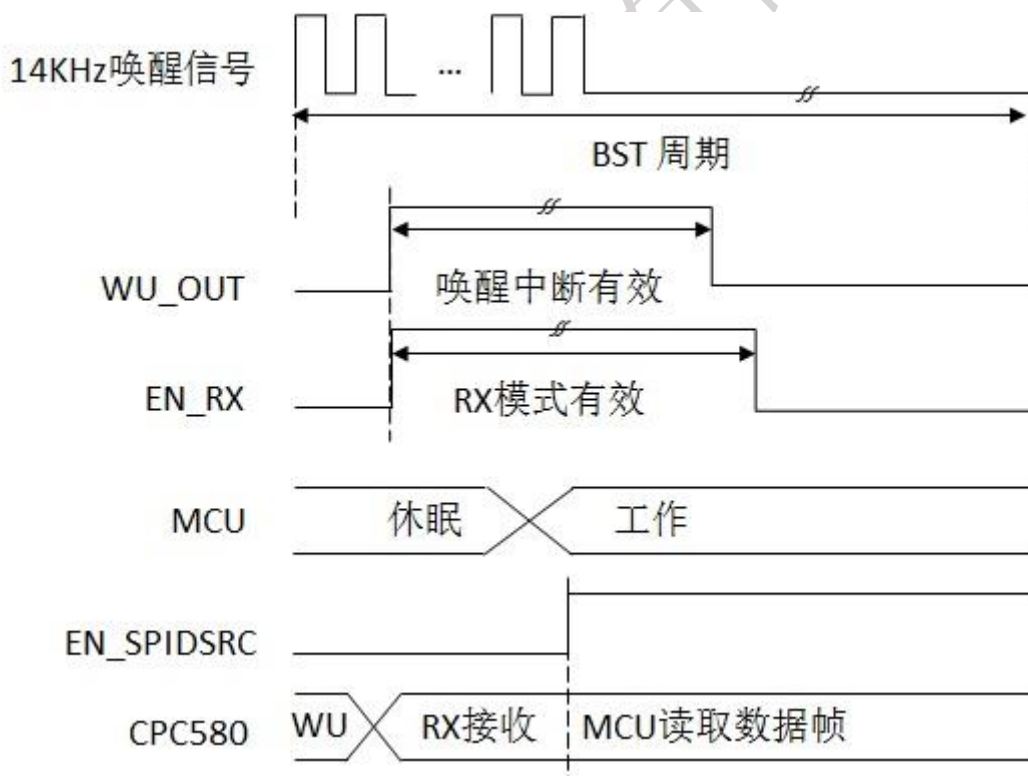 14KHz唤醒信号
...
BST 周期
WU_OUT
唤醒中断有效
EN_RX
RX模式有效
MCU
休眠
工作
EN_SPIDSRC
CPC580
WU
RX接收
MCU读取数据帧